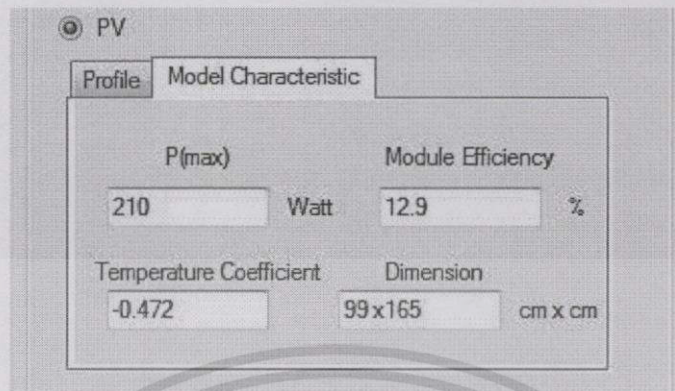 PV
Profile Model Characteristic
P(max) Module Efficiency
210 Watt 12.9 %
Temperature Coefficient Dimension
-0.472 99x165 cm x cm